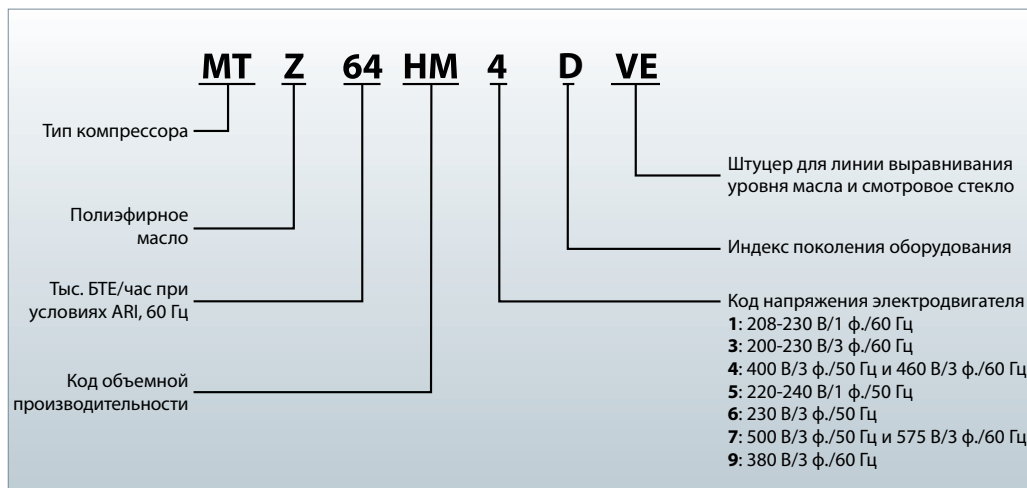 MT Z 64 HM 4 D VE
Тип компрессора
Полиэфирное
масло
Тыс. БТЕ/час при
условиях ARI, 60 Гц
Код объемной
производительности
Штуцер для линии выравнивания
уровня масла и смотровое стекло
Индекс поколения оборудования
Код напряжения электродвигателя
1: 208-230 В/1 ф./60 Гц
3: 200-230 В/3 ф./60 Гц
4: 400 В/3 ф./50 Гц и 460 В/3 ф./60 Гц
5: 220-240 В/1 ф./50 Гц
6: 230 В/3 ф./50 Гц
7: 500 В/3 ф./50 Гц и 575 В/3 ф./60 Гц
9: 380 В/3 ф./60 Гц